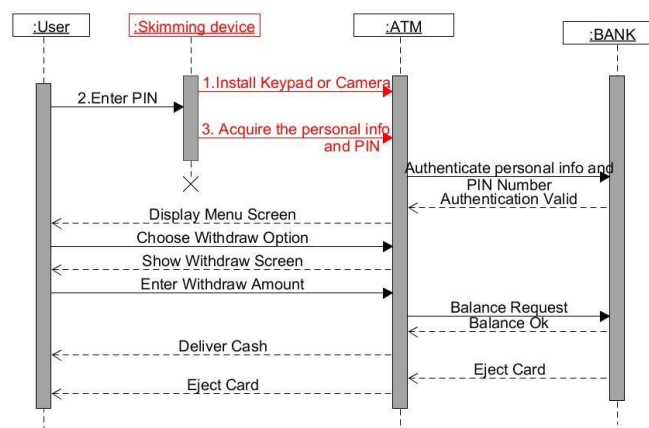 :User
:Skimming device
:ATM
:BANK
1.Install Keypad or Camera
2.Enter PIN
3. Acquire the personal info
and PIN
Authenticate personal info and
PIN Number
Authentication Valid
Display Menu Screen
Choose Withdraw Option
Show Withdraw Screen
Enter Withdraw Amount
Balance Request
Balance Ok
Deliver Cash
Eject Card
Eject Card